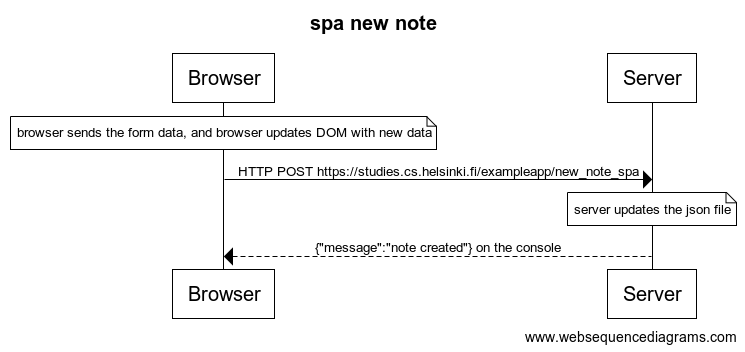 spa new note
Browser
Server
browser sends the form data, and browser updates DOM with new data
HTTP POST https://studies.cs.helsinki.fi/exampleapp/new_note_spa
server updates the json file
{"message":"note created"} on the console
Browser
Server
www.websequencediagrams.com